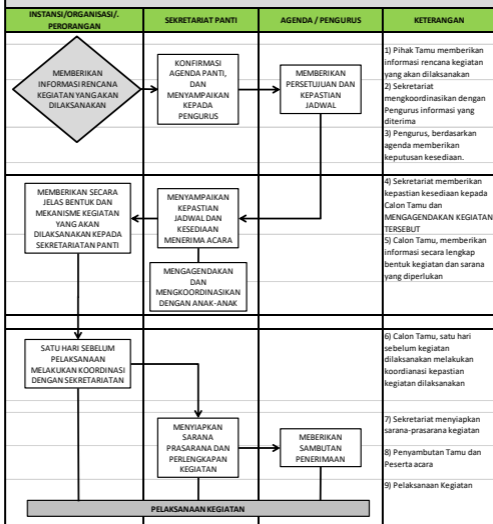 INSTANSI/ORGANISASI/.
PERORANGAN
SEKRETARIAT PANTI
AGENDA / PENGURUS
KETERANGAN
MEMBERIKAN
INFORMASI RENCANA
KEGIATAN YANG AKAN
DILAKSANAKAN
KONFIRMASI
AGENDA PANTI,
DAN
MENYAMPAIKAN
KEPADA
PENGURUS
MEMBERIKAN
PERSETUJUAN DAN
KEPASTIAN
JADWAL
1) Pihak Tamu memberikan
informasi rencana kegiatan
yang akan dilaksanakan
2) Sekretariat
mengkoordinasikan dengan
Pengurus informasi yang
diterima
3) Pengurus, berdasarkan
agenda memberikan
keputusan kesediaan.
MEMBERIKAN SECARA
JELAS BENTUK DAN
MEKANISME KEGIATAN
YANG AKAN
DILAKSANAKAN KEPADA
SEKRETARIATAN PANTI
MENYAMPAIKAN
KEPASTIAN
JADWAL DAN
KESEDIAAN
MENERIMA ACARA
MENGAGENDAKAN
DAN
MENGKOORDINASIKAN
DENGAN ANAK-ANAK
4) Sekretariat memberikan
kepastian kesediaan kepada
Calon Tamu dan
MENGAGENDAKAN KEGIATAN
TERSEBUT
5) Calon Tamu, memberikan
informasi secara lengkap
bentuk kegiatan dan sarana
yang diperlukan
SATU HARI SEBELUM
PELAKSANAAN
MELAKUKAN KOORDINASI
DENGAN SEKRETARIATAN
6) Calon Tamu, satu hari
sebelum kegiatan
dilaksanakan melakukan
koordianasi kepastian
kegiatan dilaksanakan
MENYIAPKAN
SARANA
PRASARANA DAN
PERLENGKAPAN
KEGIATAN
MEBERIKAN
SAMBUTAN
PENERIMAAN
7) Sekretariat menyiapkan
sarana-prasarana kegiatan
8) Penyambutan Tamu dan
Peserta acara
9) Pelaksanaan Kegiatan
PELAKSANAAN KEGIATAN